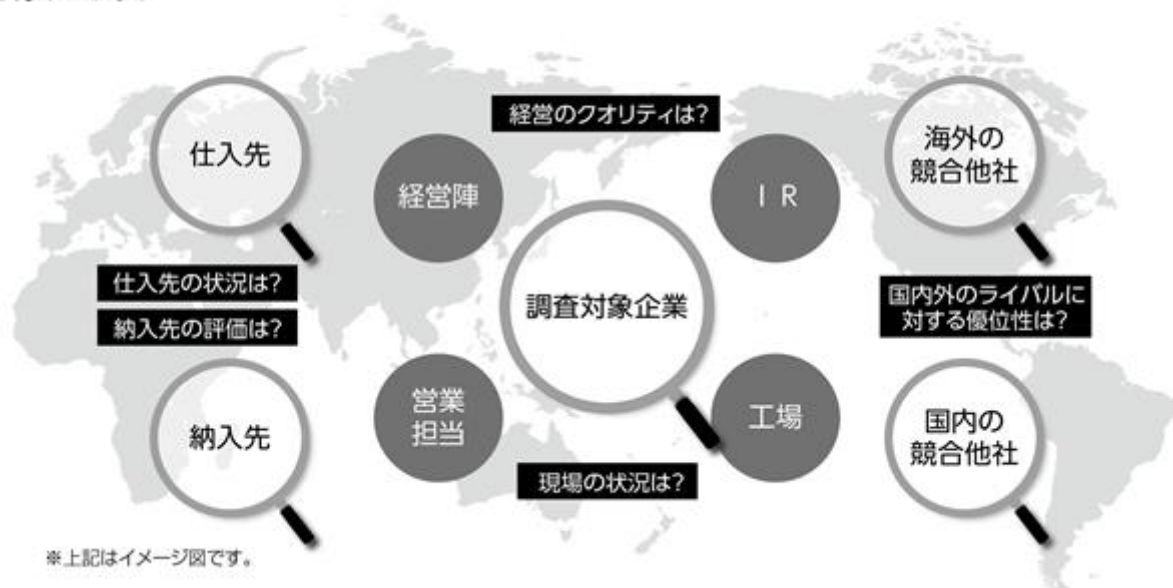 経営のクオリティは?
仕入先
経営陣
IR
海外の
競合他社
仕入先の状況は?
納入先の評価は?
調査対象企業
国内外のライバルに
対する優位性は?
納入先
営業
担当
工場
国内の
競合他社
現場の状況は?
※上記はイメージ図です。